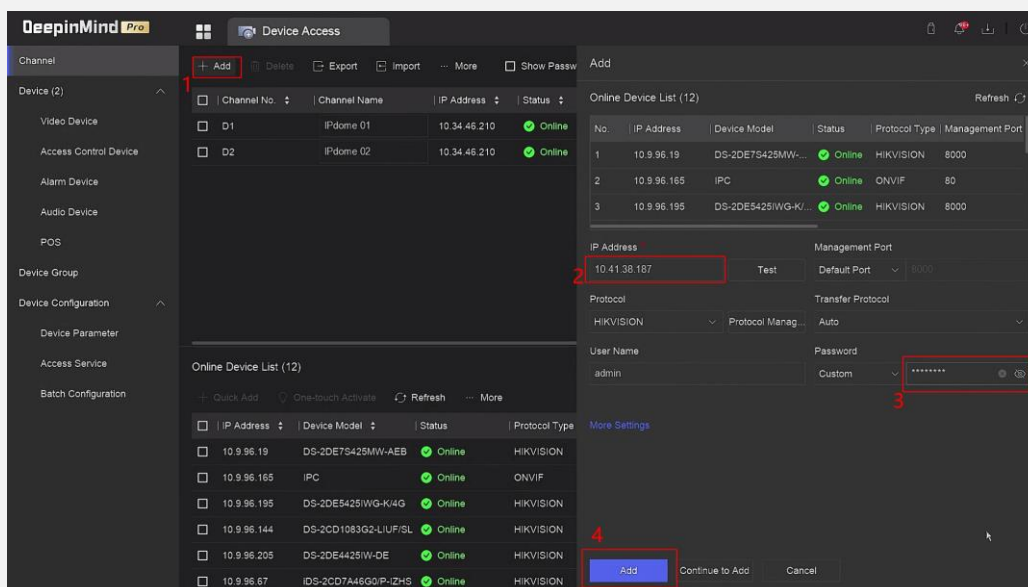 DeepinMind Pro
Device Access
Channel
Device (2)
Video Device
Access Control Device
Alarm Device
Audio Device
POS
Device Group
Device Configuration
Device Parameter
Access Service
Batch Configuration
1
+ Add Delete Export Import ··· More Show Passw
Channel No. Channel Name IP Address Status
D1 IPdome 01 10.34.46.210 Online
D2 IPdome 02 10.34.46.210 Online
Online Device List (12)
+ Quick Add One-touch Activate Refresh ··· More
IP Address Device Model Status Protocol Type
10.9.96.19 DS-2DE7S425MW-AEB Online HIKVISION
10.9.96.165 IPC Online ONVIF
10.9.96.195 DS-2DE5425IWG-K/4G Online HIKVISION
10.9.96.144 DS-2CD1083G2-LIUF/SL Online HIKVISION
10.9.96.205 DS-2DE4425IW-DE Online HIKVISION
10.9.96.67 iDS-2CD7A46G0/P-IZHS Online HIKVISION
Add
Online Device List (12) Refresh
No. IP Address Device Model Status Protocol Type Management Port
1 10.9.96.19 DS-2DE7S425MW-... Online HIKVISION 8000
2 10.9.96.165 IPC Online ONVIF 80
3 10.9.96.195 DS-2DE5425IWG-K/... Online HIKVISION 8000
IP Address * Management Port
2 10.41.38.187 Test Default Port 8000
Protocol Transfer Protocol
HIKVISION Protocol Manag... Auto
User Name Password
admin Custom ********
3
More Settings
4
Add Continue to Add Cancel